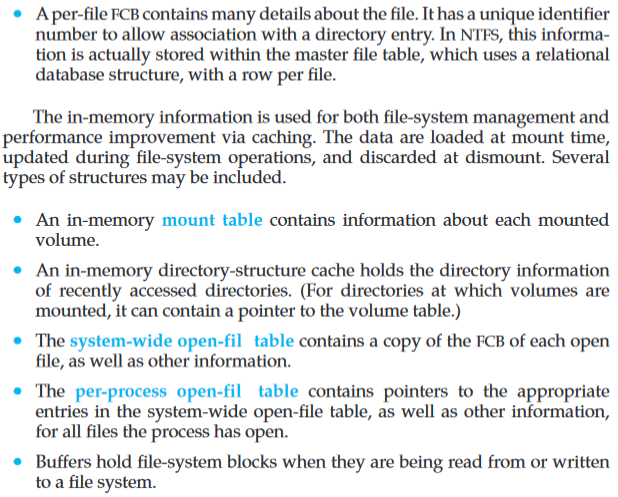 • A per-file FCB contains many details about the file. It has a unique identifier
number to allow association with a directory entry. In NTFS, this informa-
tion is actually stored within the master file table, which uses a relational
database structure, with a row per file.
The in-memory information is used for both file-system management and
performance improvement via caching. The data are loaded at mount time,
updated during file-system operations, and discarded at dismount. Several
types of structures may be included.
• An in-memory mount table contains information about each mounted
volume.
• An in-memory directory-structure cache holds the directory information
of recently accessed directories. (For directories at which volumes are
mounted, it can contain a pointer to the volume table.)
• The system-wide open-fil table contains a copy of the FCB of each open
file, as well as other information.
• The per-process open-fil table contains pointers to the appropriate
entries in the system-wide open-file table, as well as other information,
for all files the process has open.
• Buffers hold file-system blocks when they are being read from or written
to a file system.